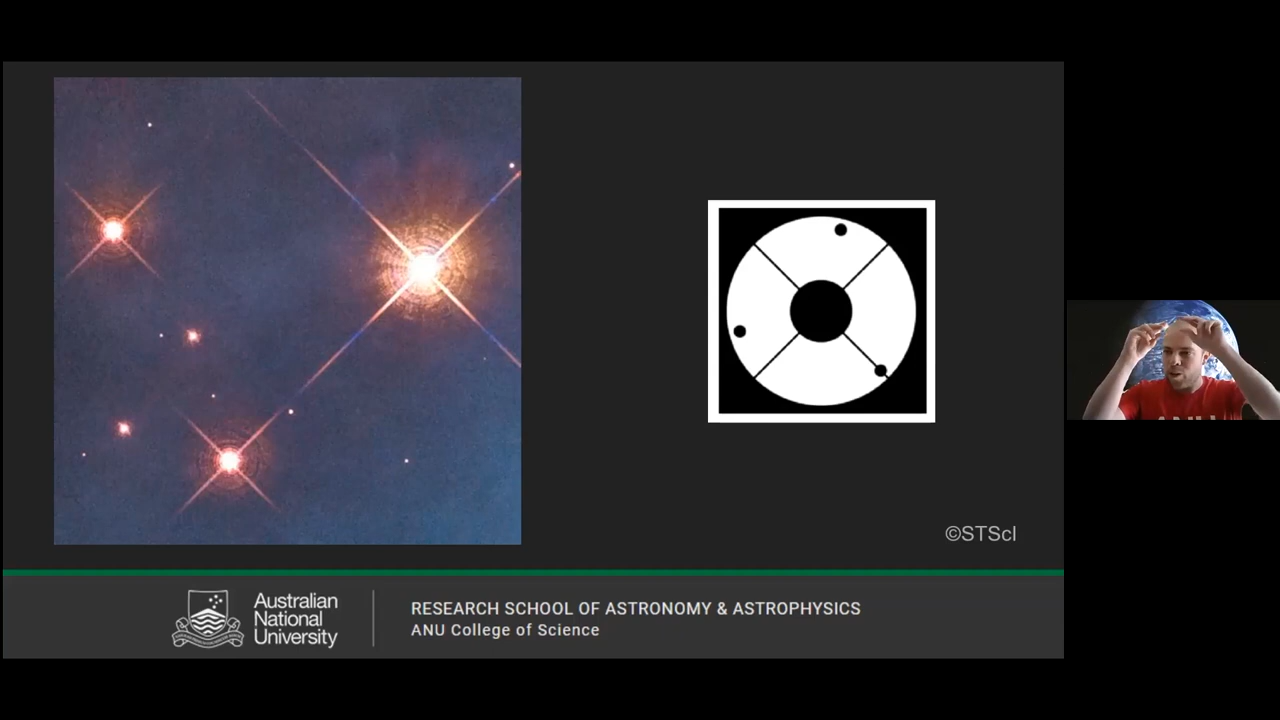 ©STScI
Australian
National
University
RESEARCH SCHOOL OF ASTRONOMY & ASTROPHYSICS
ANU College of Science